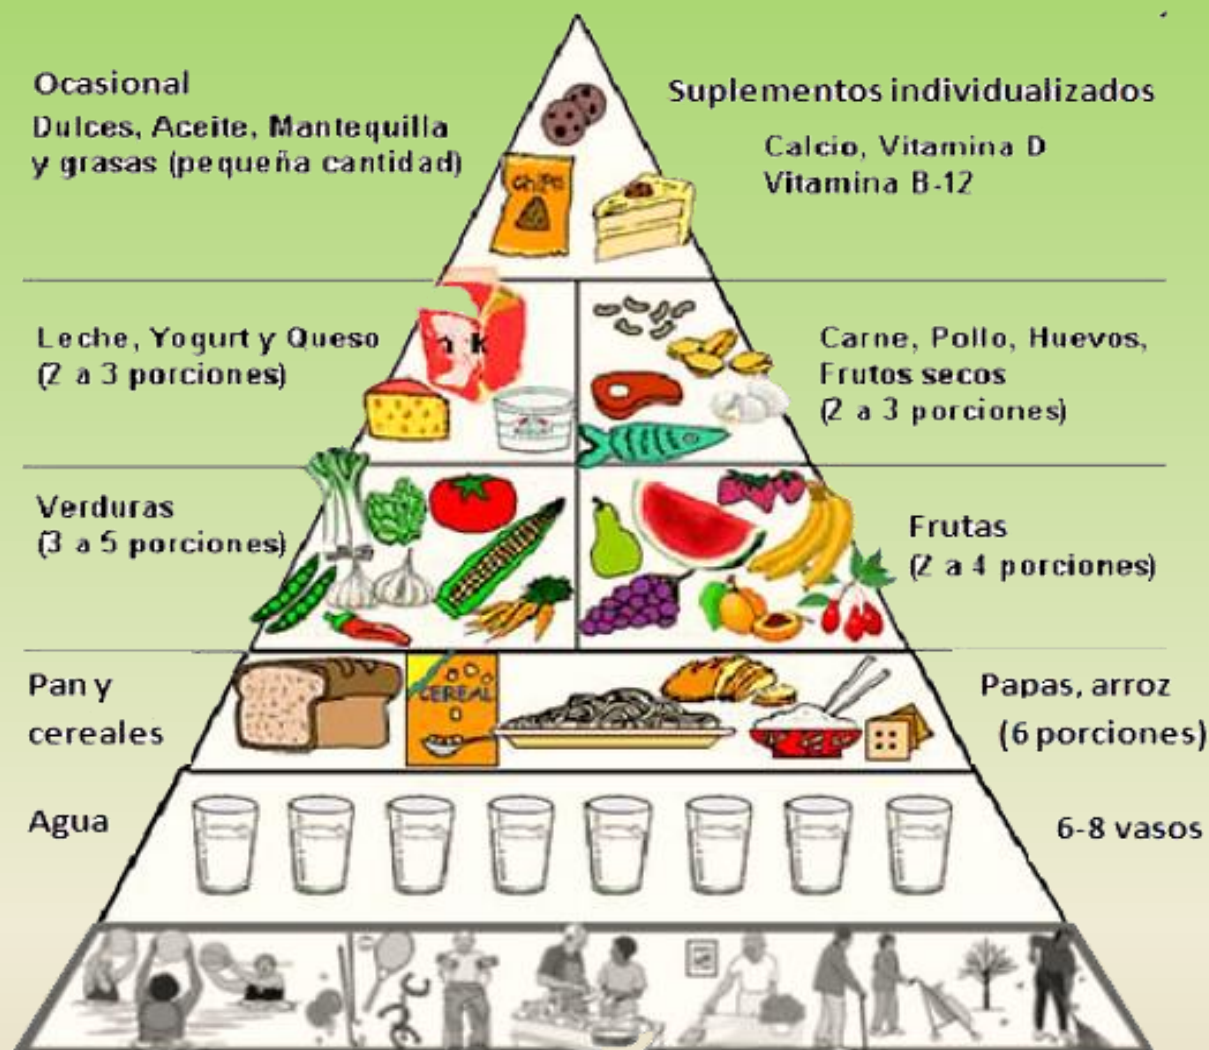 Ocasional
Dulces, Aceite, Mantequilla
y grasas (pequeña cantidad)
Suplementos individualizados
Calcio, Vitamina D
Vitamina B-12
chips
Leche, Yogurt y Queso
(2 a 3 porciones)
Carne, Pollo, Huevos,
Frutos secos
(2 a 3 porciones)
Verduras
(3 a 5 porciones)
Frutas
(2 a 4 porciones)
Pan y
cereales
CEREAL
Papas, arroz
(6 porciones)
Agua
6-8 vasos